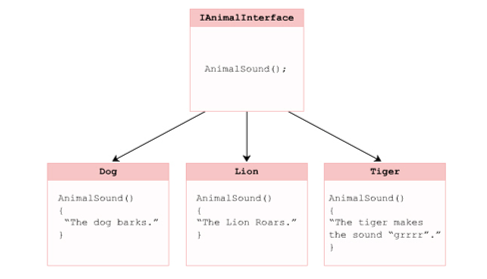 IAnimalInterface
AnimalSound();
Dog
AnimalSound()
{
“The dog barks.”
}
Lion
AnimalSound()
{
“The Lion Roars.”
}
Tiger
AnimalSound()
{
“The tiger makes
the sound “grrrr”.”
}